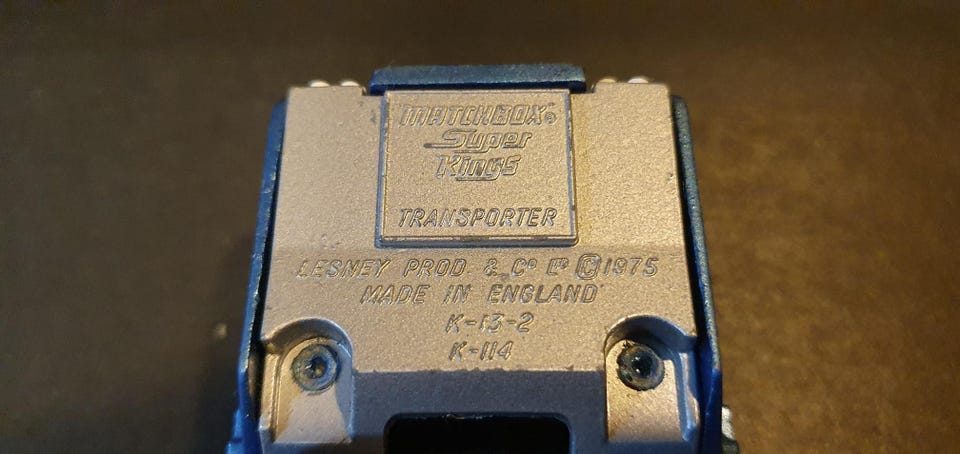 MATCHBOX®
Super
Kings
TRANSPORTER
LESNEY PROD. & Cº Lᵀᴰ © 1975
MADE IN ENGLAND
K-13-2
K-114